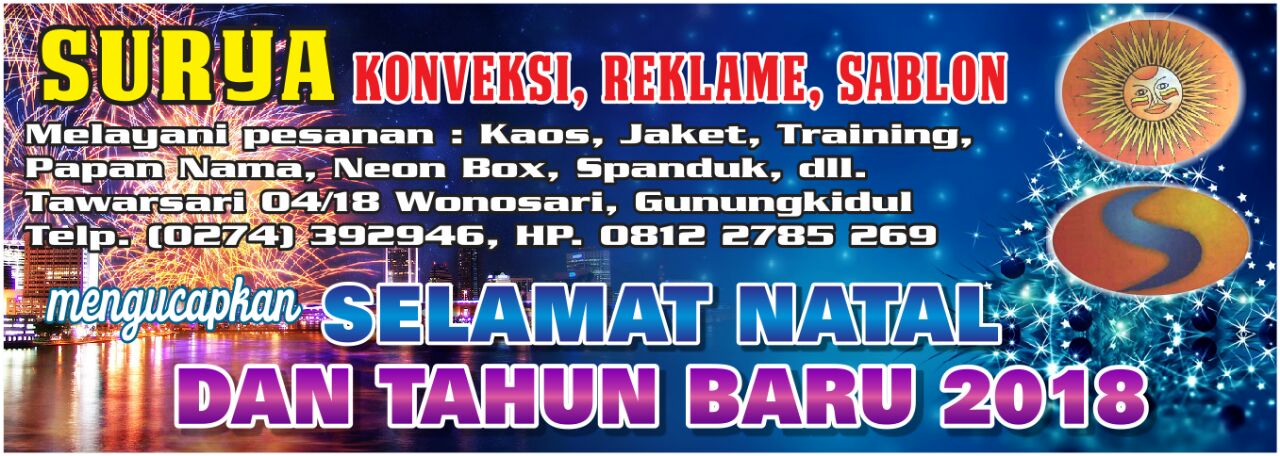 SURYA KONVEKSI, REKLAME, SABLON
Melayani pesanan : Kaos, Jaket, Training,
Papan Nama, Neon Box, Spanduk, dll.
Tawarsari 04/18 Wonosari, Gunungkidul
Telp. (0274) 392946, HP. 0812 2785 269
mengucapkan SELAMAT NATAL
DAN TAHUN BARU 2018